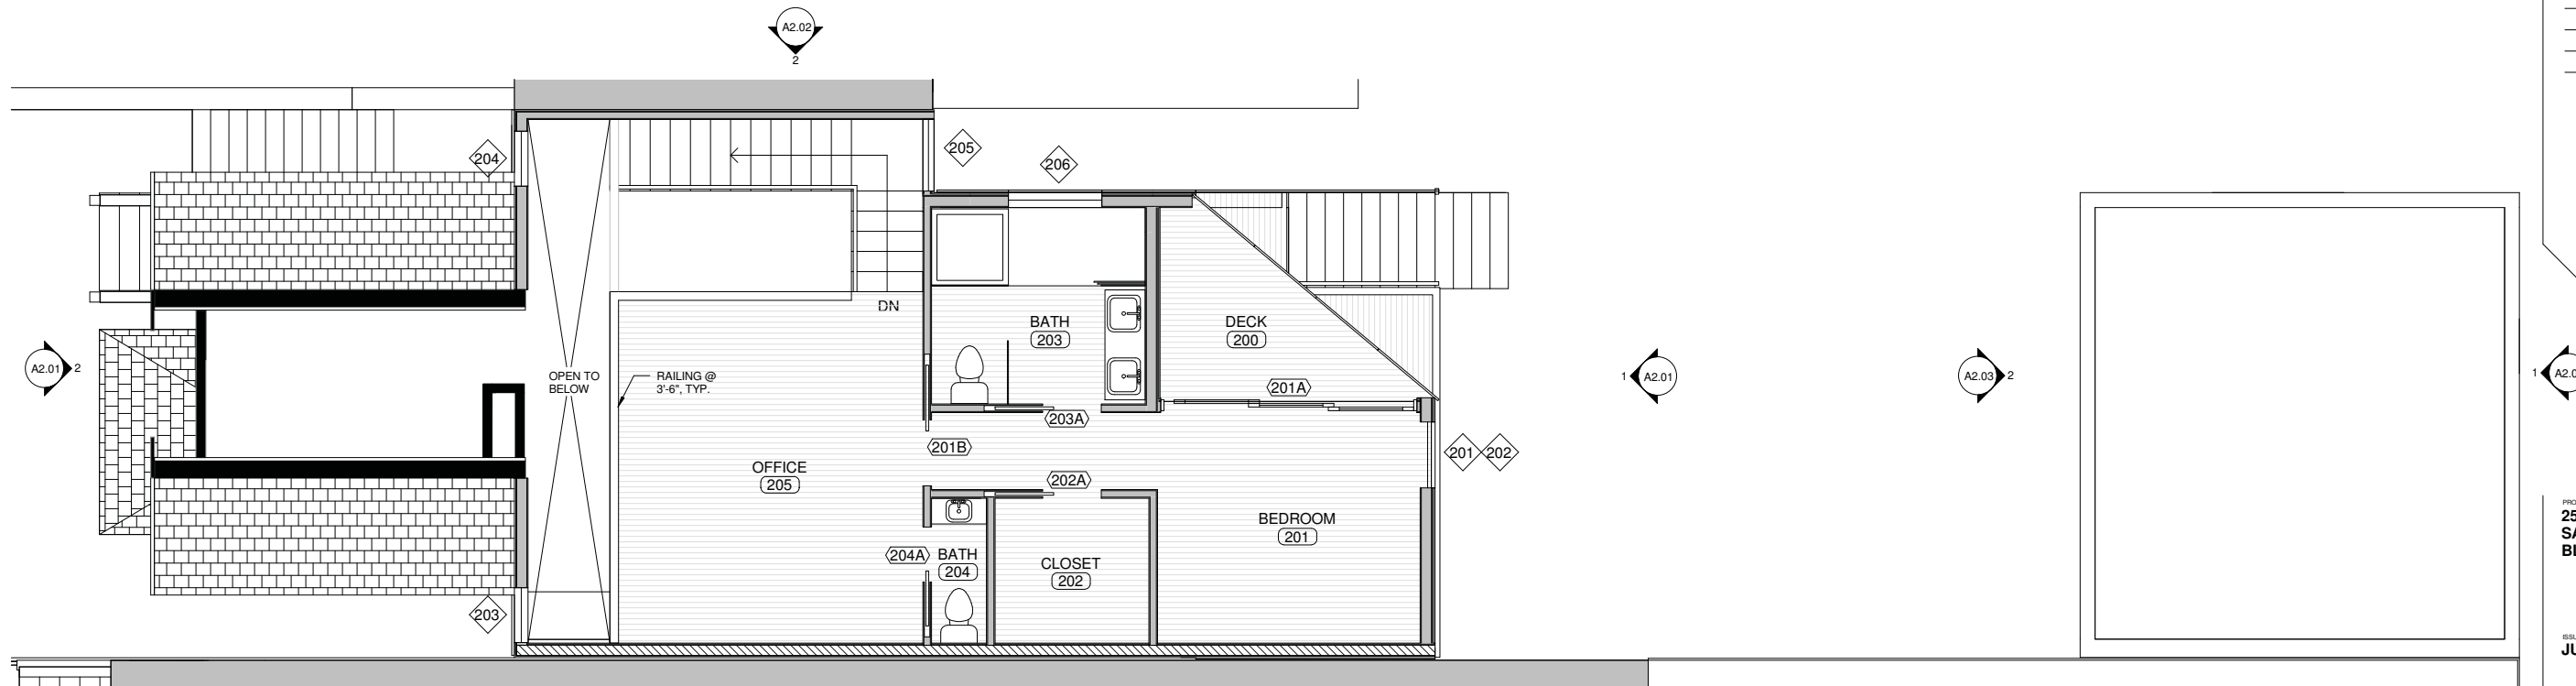 A2.02
2
204
205
206
DN
BATH
203
DECK
200
A2.01
2
OPEN TO
BELOW
RAILING @
3'-6", TYP.
201A
1
A2.01
A2.03
2
1
203A
201B
201
202
OFFICE
205
202A
BEDROOM
201
204A
BATH
204
CLOSET
202
203